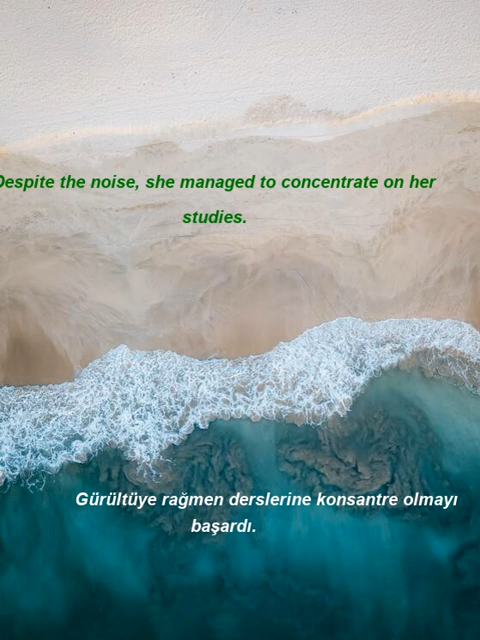 Despite the noise, she managed to concentrate on her
studies.
Gürültüye rağmen derslerine konsantre olmayı
başardı.